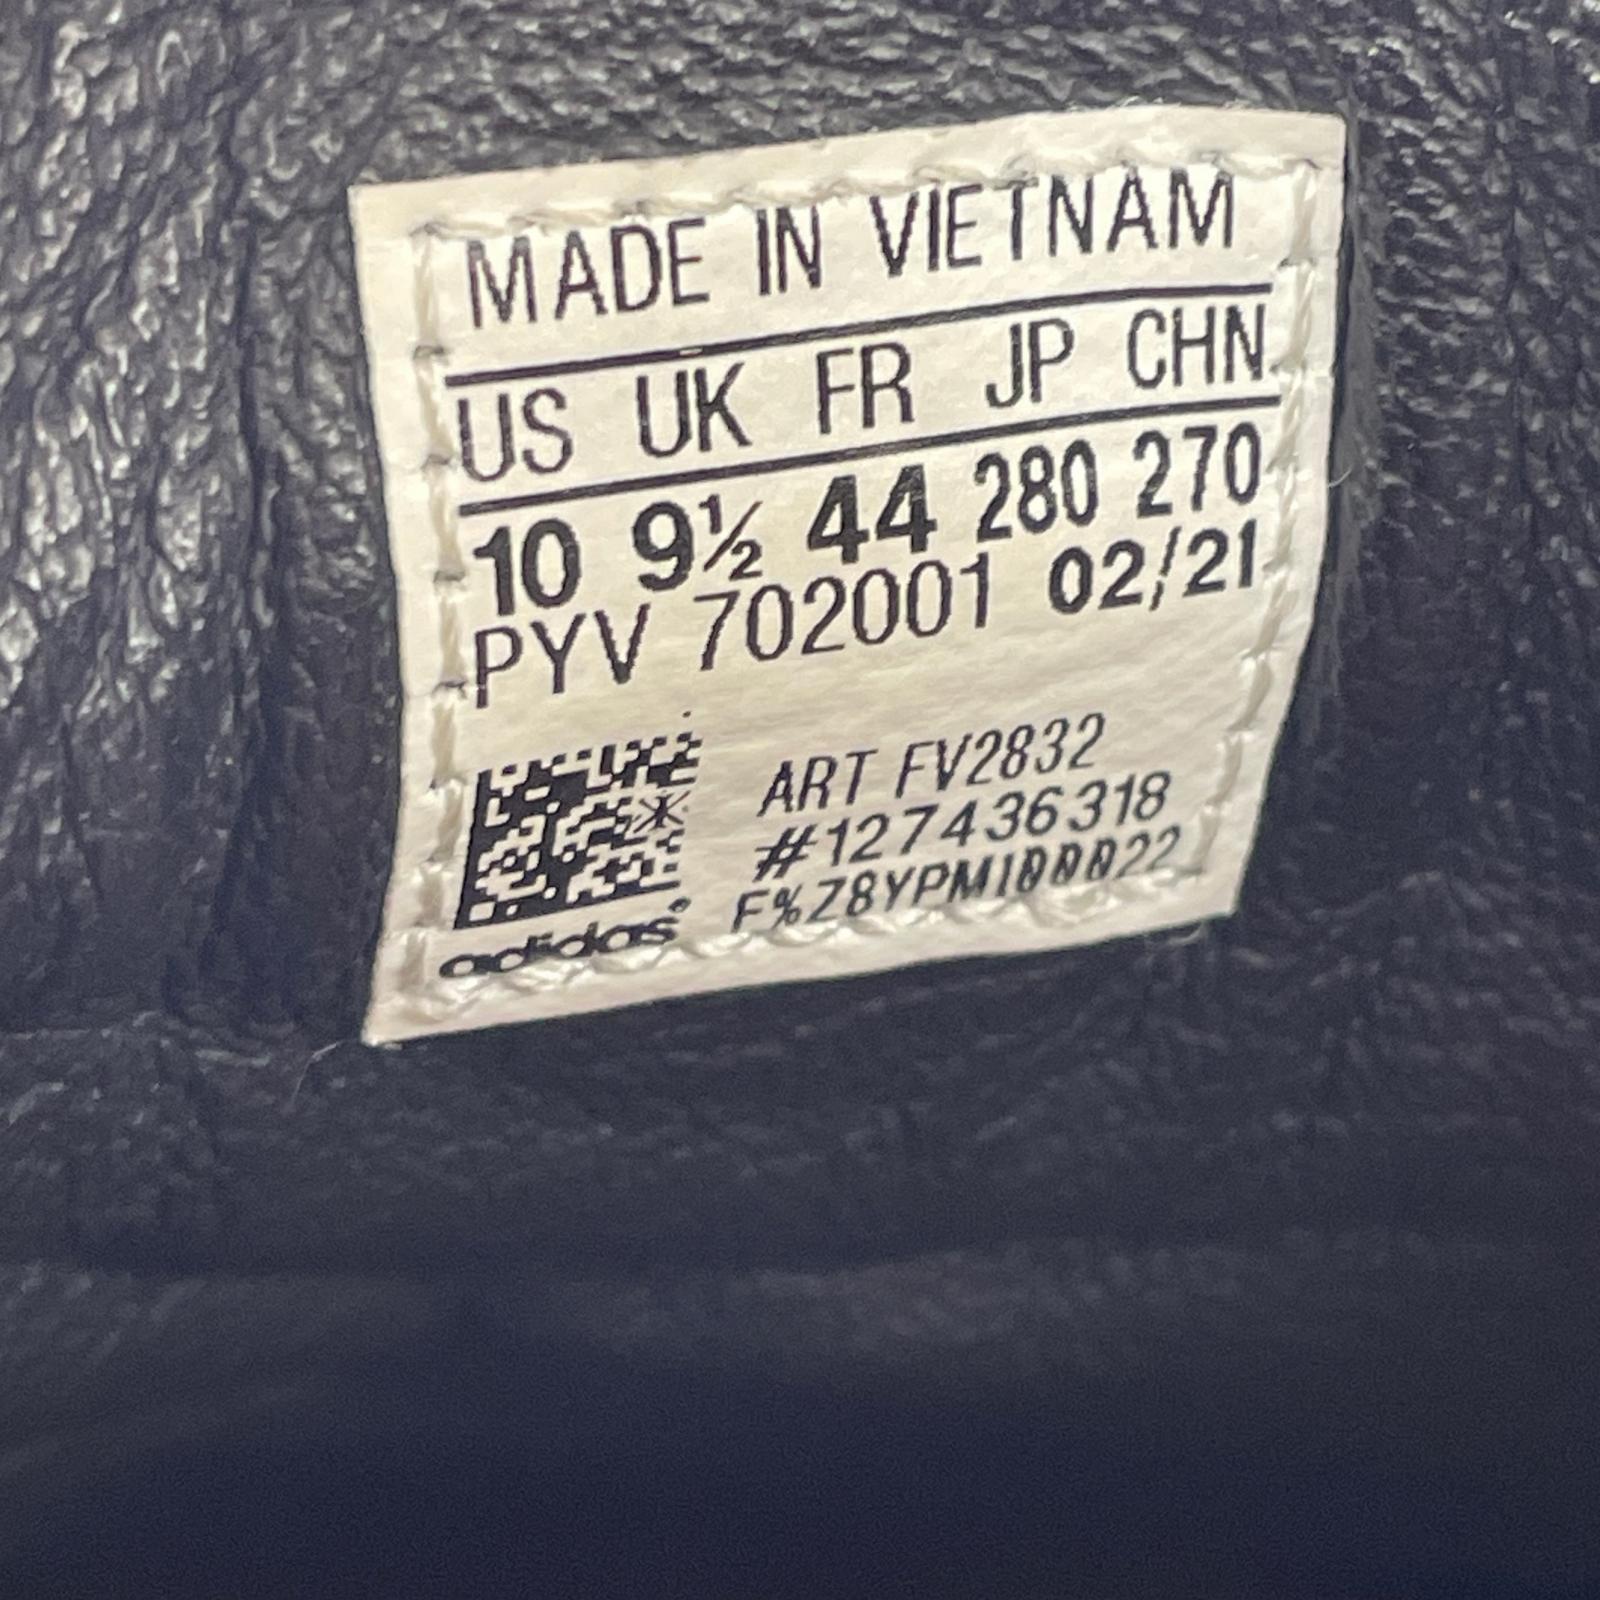 MADE IN VIETNAM
US UK FR JP CHN
10 9½ 44 280 270
PYV 702001 02/21
ART FV2832
#127436318
F%Z8YPM100022
adidas®